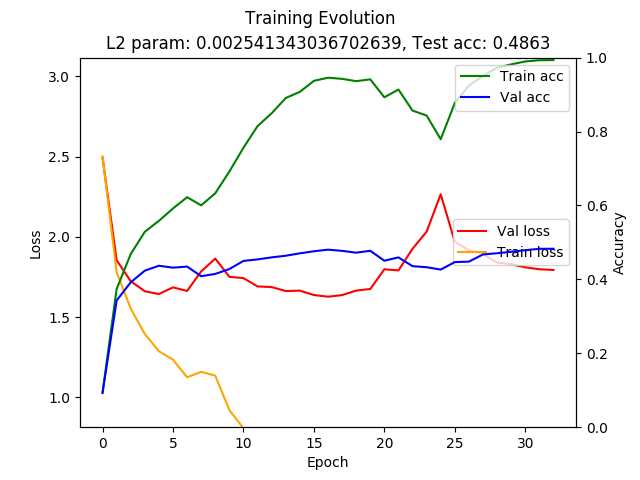 Training Evolution
L2 param: 0.002541343036702639, Test acc: 0.4863
Train acc
Val acc
Val loss
Train loss
Loss
3.0
2.5
2.0
1.5
1.0
1.0
0.8
0.6
0.4
0.2
0.0
Accuracy
0 5 10 15 20 25 30
Epoch